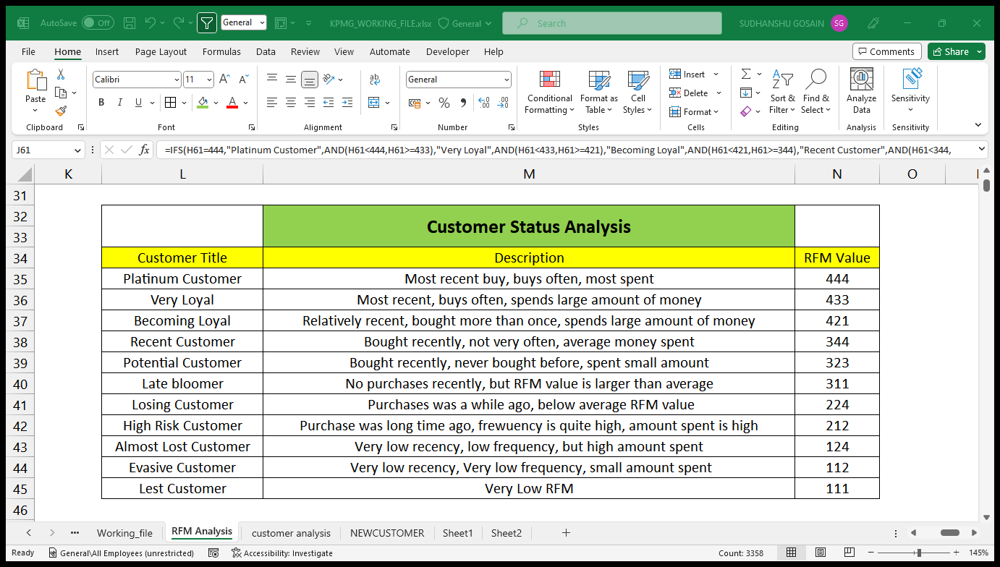 AutoSave Off General KPMG_WORKING_FILE.xlsx General Search SUDHANSHU GOSAIN SG
File Home Insert Page Layout Formulas Data Review View Automate Developer Help Comments Share
Paste
Clipboard
Calibri 11
B I U A
Font
ab
Alignment
General
%
Number
Conditional Formatting
Format as Table
Cell Styles
Styles
Insert
Delete
Format
Cells
Sort & Filter
Find & Select
Editing
Analyze Data
Analysis
Sensitivity
Sensitivity
J61 fx =IFS(H61=444,"Platinum Customer",AND(H61<444,H61>=433),"Very Loyal",AND(H61<433,H61>=421),"Becoming Loyal",AND(H61<421,H61>=344),"Recent Customer",AND(H61<344,
K L M N O
31
32 Customer Status Analysis
33
34 Customer Title Description RFM Value
35 Platinum Customer Most recent buy, buys often, most spent 444
36 Very Loyal Most recent, buys often, spends large amount of money 433
37 Becoming Loyal Relatively recent, bought more than once, spends large amount of money 421
38 Recent Customer Bought recently, not very often, average money spent 344
39 Potential Customer Bought recently, never bought before, spent small amount 323
40 Late bloomer No purchases recently, but RFM value is larger than average 311
41 Losing Customer Purchases was a while ago, below average RFM value 224
42 High Risk Customer Purchase was long time ago, frewuency is quite high, amount spent is high 212
43 Almost Lost Customer Very low recency, low frequency, but high amount spent 124
44 Evasive Customer Very low recency, Very low frequency, small amount spent 112
45 Lest Customer Very Low RFM 111
46
Working_file RFM Analysis customer analysis NEWCUSTOMER Sheet1 Sheet2
Ready General\All Employees (unrestricted) Accessibility: Investigate Count: 3358 145%